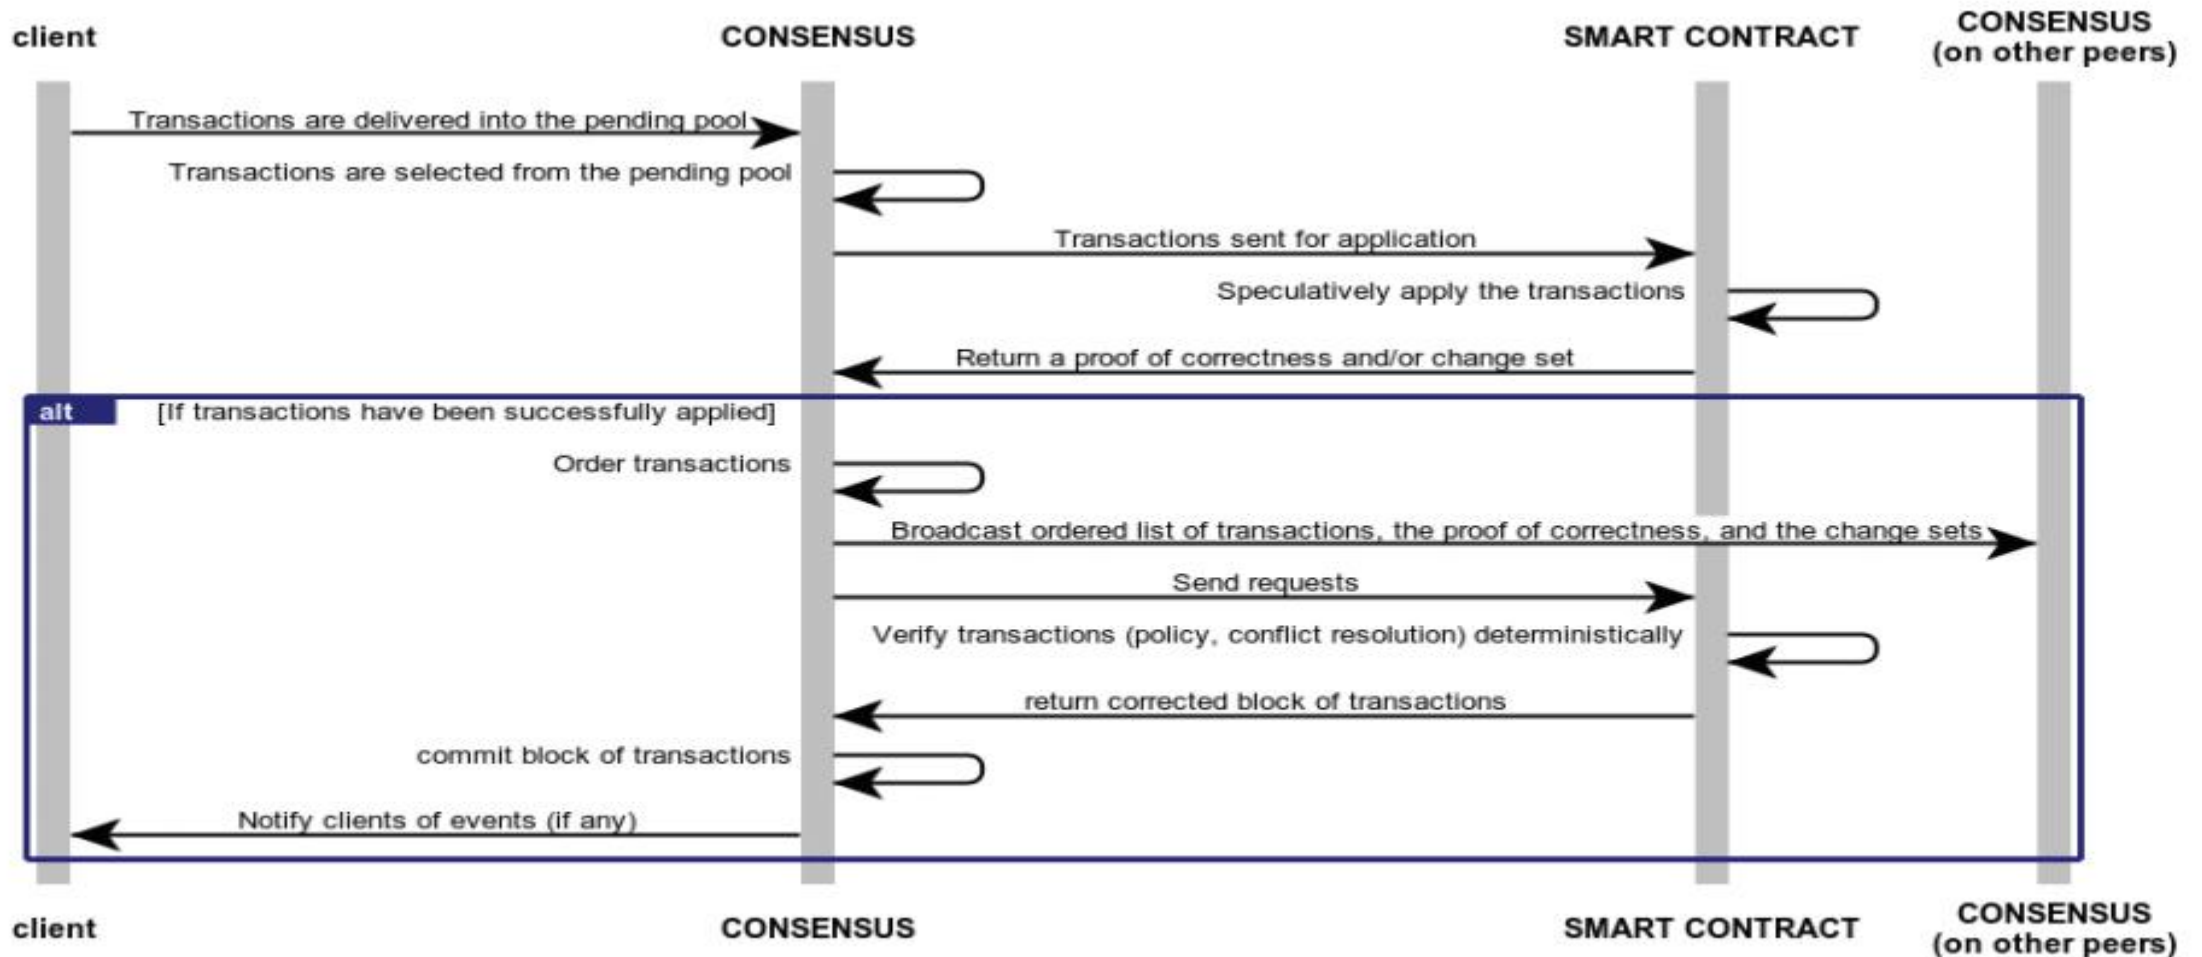 client
CONSENSUS
SMART CONTRACT
CONSENSUS
(on other peers)
Transactions are delivered into the pending pool
Transactions are selected from the pending pool
Transactions sent for application
Speculatively apply the transactions
Return a proof of correctness and/or change set
alt
[If transactions have been successfully applied]
Order transactions
Broadcast ordered list of transactions, the proof of correctness, and the change sets
Send requests
Verify transactions (policy, conflict resolution) deterministically
return corrected block of transactions
commit block of transactions
Notify clients of events (if any)
client
CONSENSUS
SMART CONTRACT
CONSENSUS
(on other peers)